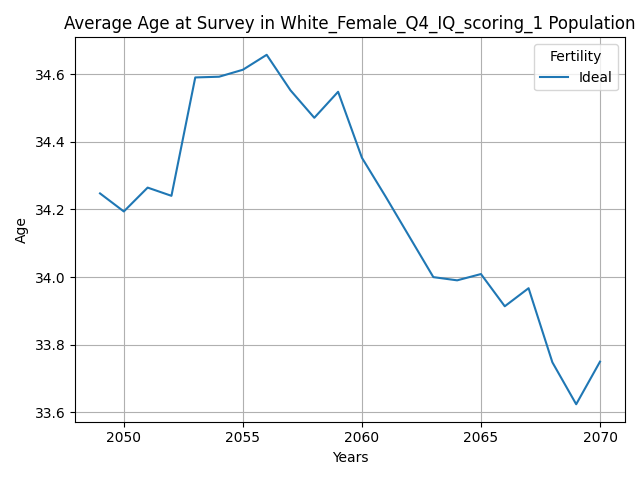 Average Age at Survey in White_Female_Q4_IQ_scoring_1 Population
Fertility
Ideal
Age
34.6
34.4
34.2
34.0
33.8
33.6
2050
2055
2060
2065
2070
Years